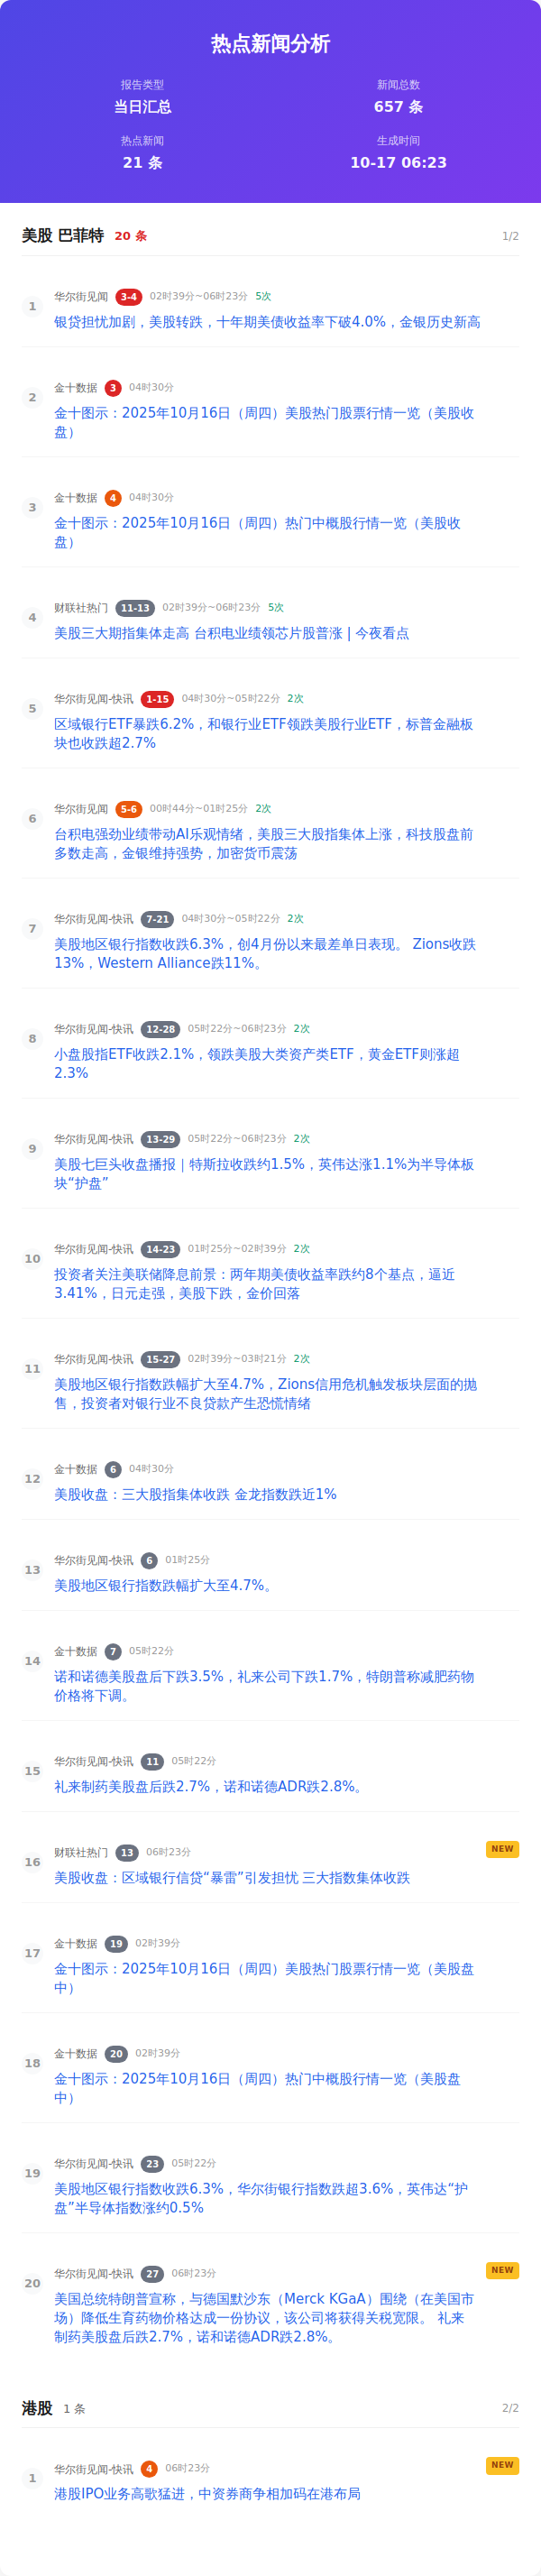 热点新闻分析
报告类型
当日汇总
新闻总数
657 条
热点新闻
21 条
生成时间
10-17 06:23
美股 巴菲特 20 条 1/2
1
华尔街见闻 3-4 02时39分~06时23分 5次
银贷担忧加剧，美股转跌，十年期美债收益率下破4.0%，金银历史新高
2
金十数据 3 04时30分
金十图示：2025年10月16日（周四）美股热门股票行情一览（美股收
盘）
3
金十数据 4 04时30分
金十图示：2025年10月16日（周四）热门中概股行情一览（美股收
盘）
4
财联社热门 11-13 02时39分~06时23分 5次
美股三大期指集体走高 台积电业绩领芯片股普涨 | 今夜看点
5
华尔街见闻-快讯 1-15 04时30分~05时22分 2次
区域银行ETF暴跌6.2%，和银行业ETF领跌美股行业ETF，标普金融板
块也收跌超2.7%
6
华尔街见闻 5-6 00时44分~01时25分 2次
台积电强劲业绩带动AI乐观情绪，美股三大股指集体上涨，科技股盘前
多数走高，金银维持强势，加密货币震荡
7
华尔街见闻-快讯 7-21 04时30分~05时22分 2次
美股地区银行指数收跌6.3%，创4月份以来最差单日表现。 Zions收跌
13%，Western Alliance跌11%。
8
华尔街见闻-快讯 12-28 05时22分~06时23分 2次
小盘股指ETF收跌2.1%，领跌美股大类资产类ETF，黄金ETF则涨超
2.3%
9
华尔街见闻-快讯 13-29 05时22分~06时23分 2次
美股七巨头收盘播报｜特斯拉收跌约1.5%，英伟达涨1.1%为半导体板
块“护盘”
10
华尔街见闻-快讯 14-23 01时25分~02时39分 2次
投资者关注美联储降息前景：两年期美债收益率跌约8个基点，逼近
3.41%，日元走强，美股下跌，金价回落
11
华尔街见闻-快讯 15-27 02时39分~03时21分 2次
美股地区银行指数跌幅扩大至4.7%，Zions信用危机触发板块层面的抛
售，投资者对银行业不良贷款产生恐慌情绪
12
金十数据 6 04时30分
美股收盘：三大股指集体收跌 金龙指数跌近1%
13
华尔街见闻-快讯 6 01时25分
美股地区银行指数跌幅扩大至4.7%。
14
金十数据 7 05时22分
诺和诺德美股盘后下跌3.5%，礼来公司下跌1.7%，特朗普称减肥药物
价格将下调。
15
华尔街见闻-快讯 11 05时22分
礼来制药美股盘后跌2.7%，诺和诺德ADR跌2.8%。
16
财联社热门 13 06时23分 NEW
美股收盘：区域银行信贷“暴雷”引发担忧 三大指数集体收跌
17
金十数据 19 02时39分
金十图示：2025年10月16日（周四）美股热门股票行情一览（美股盘
中）
18
金十数据 20 02时39分
金十图示：2025年10月16日（周四）热门中概股行情一览（美股盘
中）
19
华尔街见闻-快讯 23 05时22分
美股地区银行指数收跌6.3%，华尔街银行指数跌超3.6%，英伟达“护
盘”半导体指数涨约0.5%
20
华尔街见闻-快讯 27 06时23分 NEW
美国总统特朗普宣称，与德国默沙东（Merck KGaA）围绕（在美国市
场）降低生育药物价格达成一份协议，该公司将获得关税宽限。 礼来
制药美股盘后跌2.7%，诺和诺德ADR跌2.8%。
港股 1 条 2/2
1
华尔街见闻-快讯 4 06时23分 NEW
港股IPO业务高歌猛进，中资券商争相加码在港布局